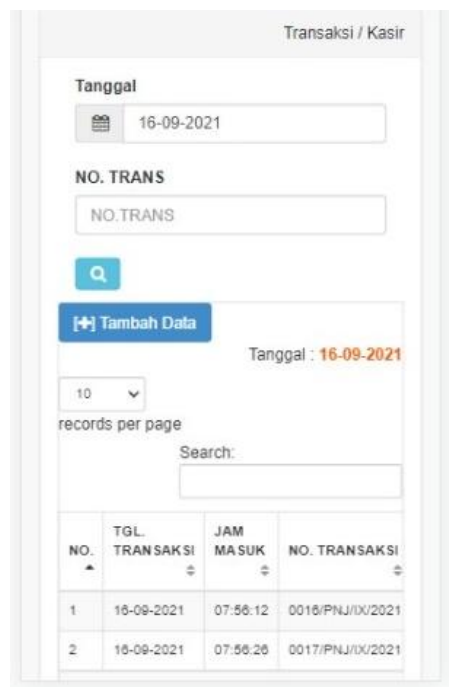 Transaksi / Kasir
Tanggal
16-09-2021
NO. TRANS
NO.TRANS
[+] Tambah Data
Tanggal : 16-09-2021
10
records per page
Search:
NO. TGL. TRANSAKSI JAM MASUK NO. TRANSAKSI
1 16-09-2021 07:56:12 0016/PNJ/IX/2021
2 16-09-2021 07:56:26 0017/PNJ/IX/2021